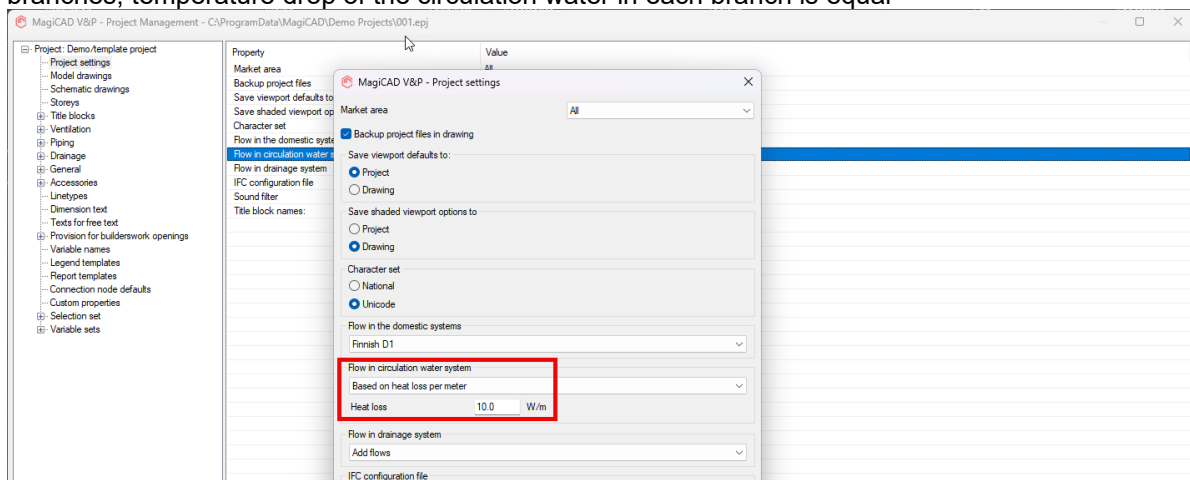 branches, temperature drop of the circulation water in each branch is equal
MagiCAD V&P - Project Management - C:\ProgramData\MagiCAD\Demo Projects\001.epj
Project: Demo/template project
Project settings
Model drawings
Schematic drawings
Storeys
Title blocks
Ventilation
Piping
Drainage
General
Accessories
Linetypes
Dimension text
Texts for free text
Provision for builderswork openings
Variable names
Legend templates
Report templates
Connection node defaults
Custom properties
Selection set
Variable sets
Property Value
Market area All
Backup project files
Save viewport defaults to
Save shaded viewport op
Character set
Flow in the domestic syste
Flow in circulation water s
Flow in drainage system
IFC configuration file
Sound filter
Title block names:
MagiCAD V&P - Project settings
Market area All
Backup project files in drawing
Save viewport defaults to:
Project
Drawing
Save shaded viewport options to
Project
Drawing
Character set
National
Unicode
Flow in the domestic systems
Finnish D1
Flow in circulation water system
Based on heat loss per meter
Heat loss 10.0 W/m
Flow in drainage system
Add flows
IFC configuration file